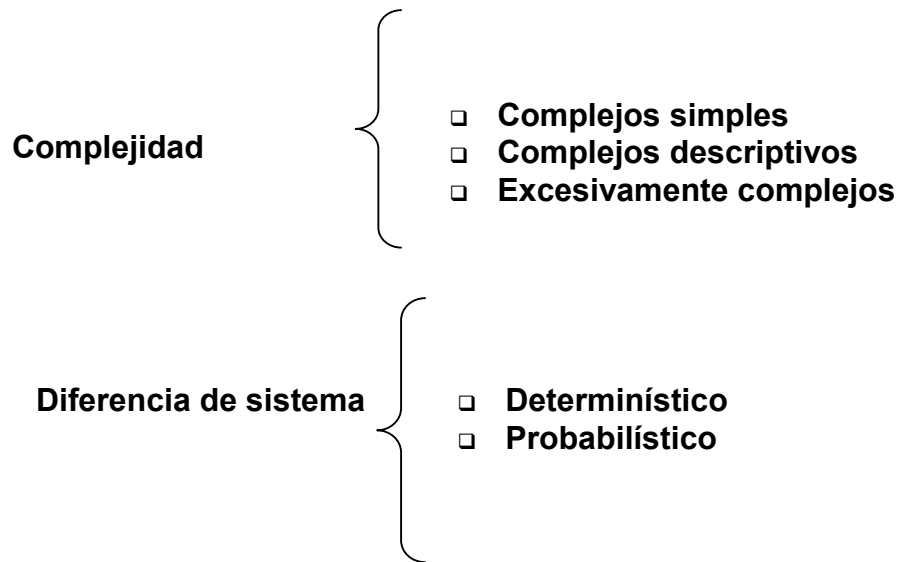 Complejidad
❑ Complejos simples
❑ Complejos descriptivos
❑ Excesivamente complejos
Diferencia de sistema
❑ Determinístico
❑ Probabilístico